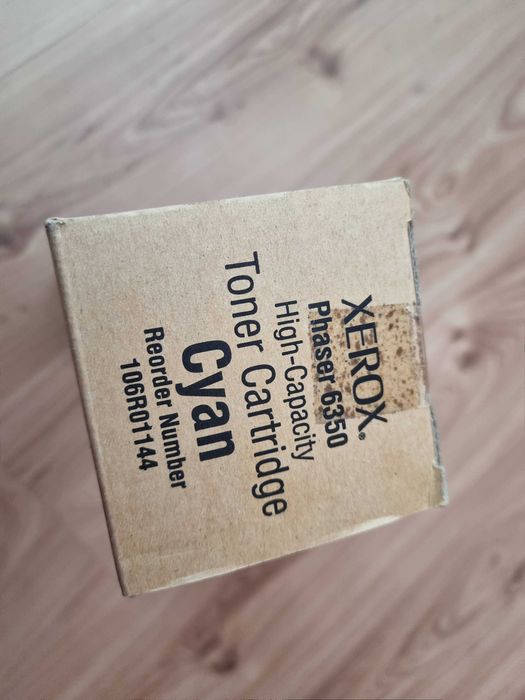 XEROX®
Phaser 6350
High-Capacity
Toner Cartridge
Cyan
Reorder Number
106R01144